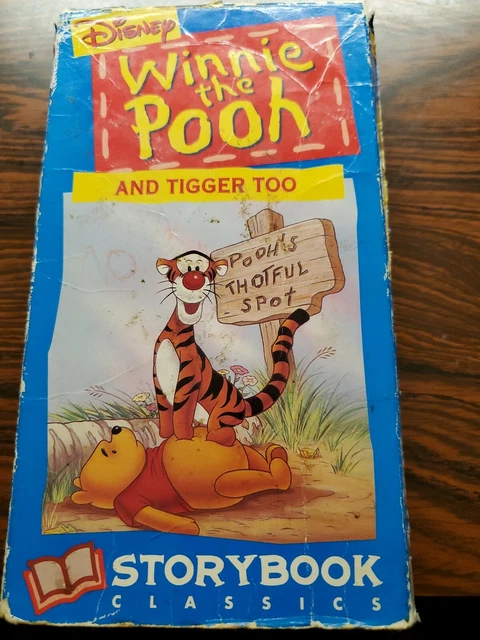 Disney
Winnie
the
Pooh
AND TIGGER TOO
POOH'S
THOTFUL
SPOT
STORYBOOK
CLASSICS